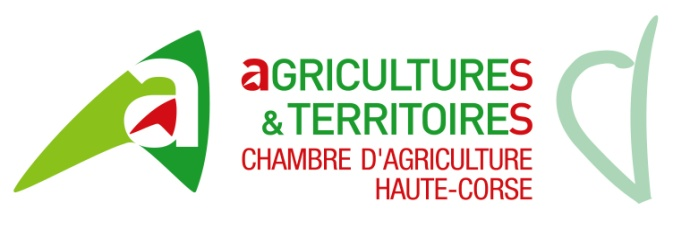 a
aGRICULTURES
& TERRITOIRES
CHAMBRE D'AGRICULTURE
HAUTE-CORSE